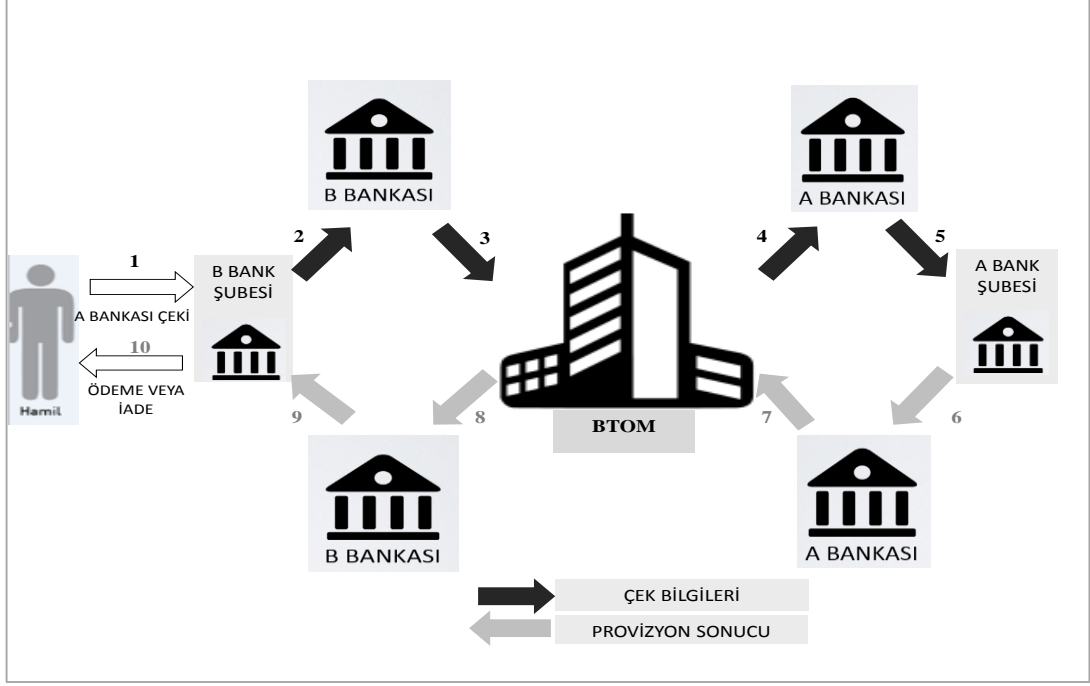 B BANKASI
A BANKASI
2
3
4
5
1
B BANK
ŞUBESİ
A BANK
ŞUBESİ
A BANKASI ÇEKİ
10
ÖDEME VEYA
İADE
Hamil
9
8
BTOM
7
6
B BANKASI
A BANKASI
ÇEK BİLGİLERİ
PROVİZYON SONUCU